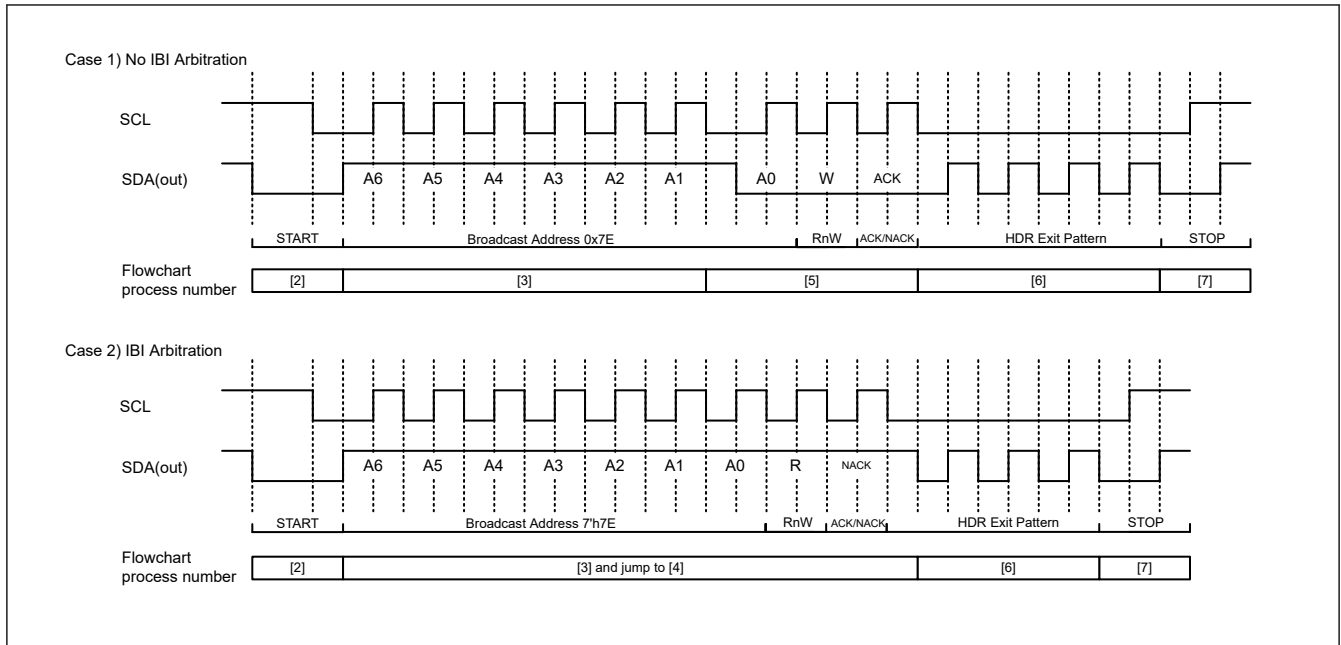 Case 1) No IBI Arbitration
SCL
SDA(out)
A6 A5 A4 A3 A2 A1 A0 W ACK
START Broadcast Address 0x7E RnW ACK/NACK HDR Exit Pattern STOP
Flowchart
process number
[2] [3] [5] [6] [7]
Case 2) IBI Arbitration
SCL
SDA(out)
A6 A5 A4 A3 A2 A1 A0 R NACK
START Broadcast Address 7'h7E RnW ACK/NACK HDR Exit Pattern STOP
Flowchart
process number
[2] [3] and jump to [4] [6] [7]